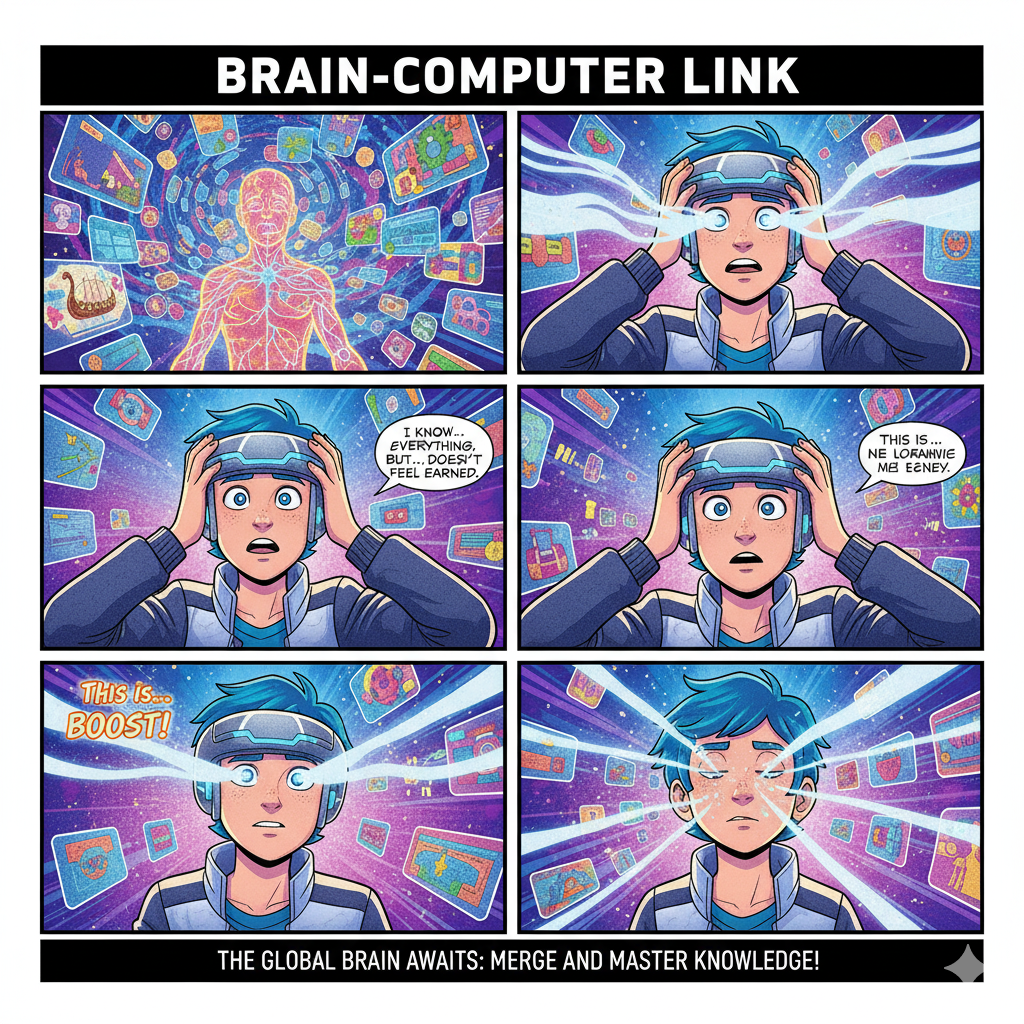 BRAIN-COMPUTER LINK
I KNOW...
EVERYTHING,
BUT... DOESN'T
FEEL EARNED.
THIS IS...
NE
THIS IS...
BOOST!
THE GLOBAL BRAIN AWAITS: MERGE AND MASTER KNOWLEDGE!